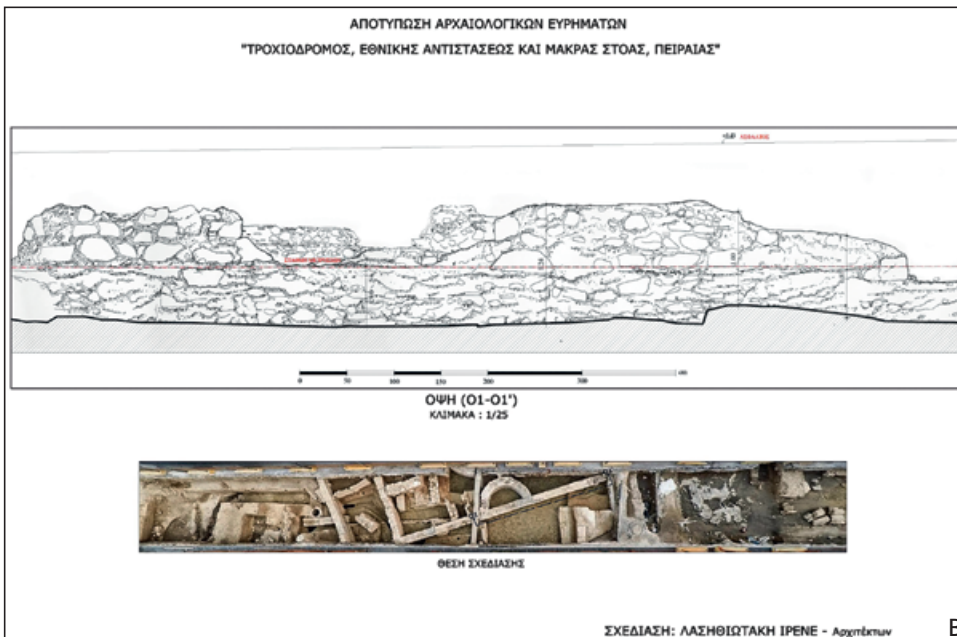 ΑΠΟΤΥΠΩΣΗ ΑΡΧΑΙΟΛΟΓΙΚΩΝ ΕΥΡΗΜΑΤΩΝ
"ΤΡΟΧΙΟΔΡΟΜΟΣ, ΕΘΝΙΚΗΣ ΑΝΤΙΣΤΑΣΕΩΣ ΚΑΙ ΜΑΚΡΑΣ ΣΤΟΑΣ, ΠΕΙΡΑΙΑΣ"
0 50 100 150 200 300
ΟΨΗ (Ο1-Ο1')
ΚΛΙΜΑΚΑ : 1/25
ΘΕΣΗ ΣΧΕΔΙΑΣΗΣ
ΣΧΕΔΙΑΣΗ: ΛΑΣΗΘΙΩΤΑΚΗ ΙΡΕΝΕ - Αρχιτέκτων